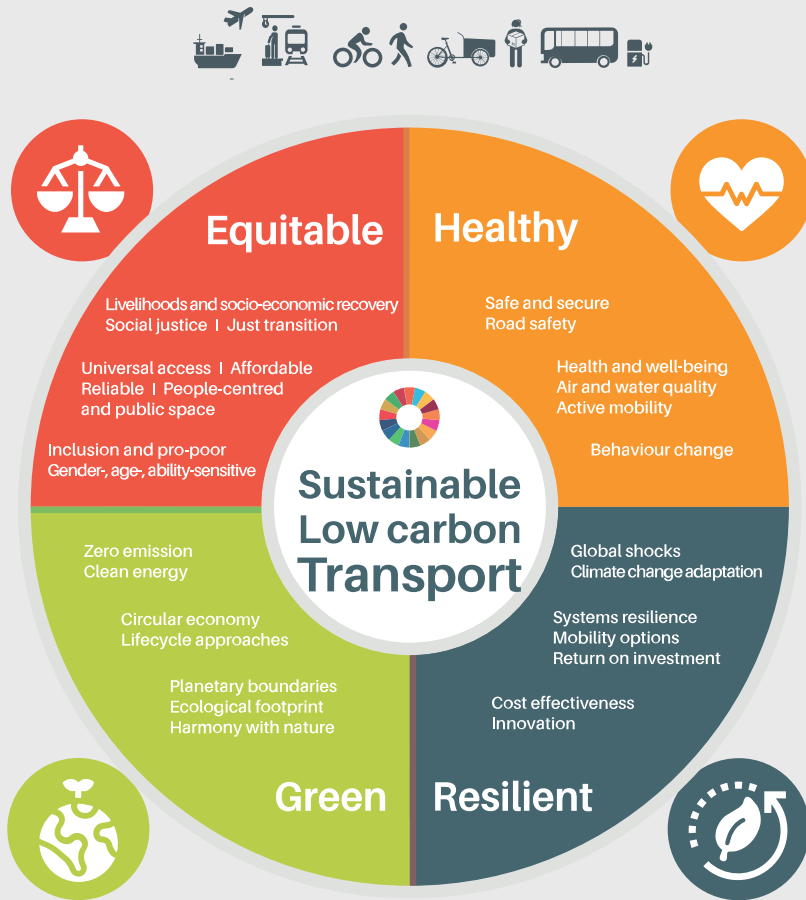 Equitable
Livelihoods and socio-economic recovery
Social justice I Just transition
Universal access I Affordable
Reliable I People-centred
and public space
Inclusion and pro-poor
Gender-, age-, ability-sensitive
Healthy
Safe and secure
Road safety
Health and well-being
Air and water quality
Active mobility
Behaviour change
Sustainable
Low carbon
Transport
Zero emission
Clean energy
Circular economy
Lifecycle approaches
Planetary boundaries
Ecological footprint
Harmony with nature
Green
Global shocks
Climate change adaptation
Systems resilience
Mobility options
Return on investment
Cost effectiveness
Innovation
Resilient